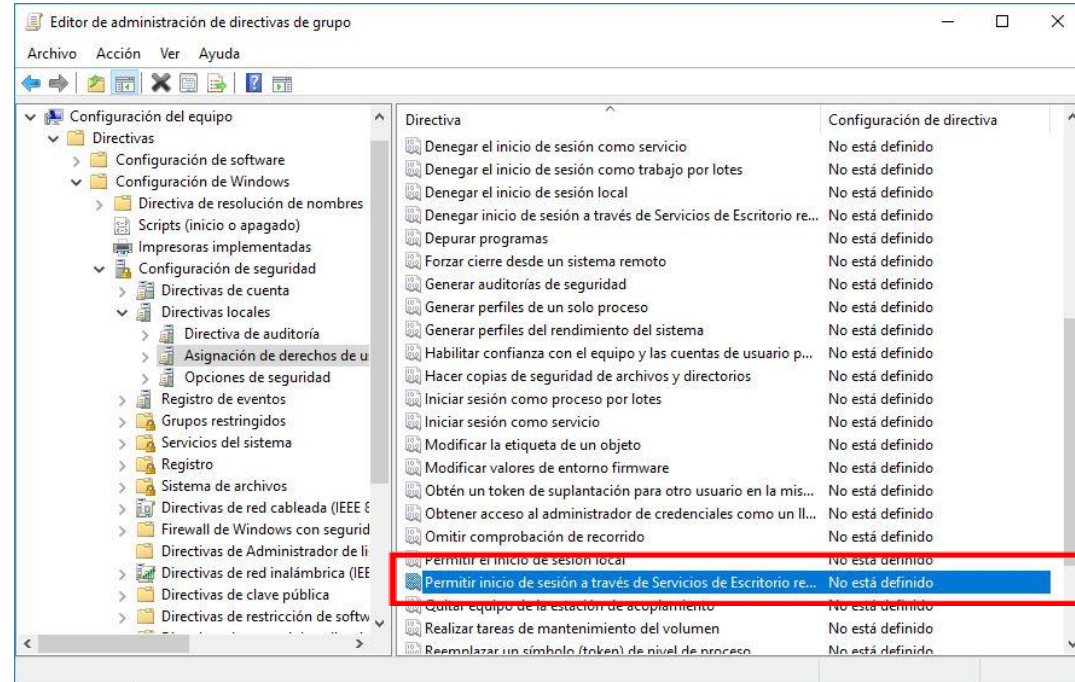 Editor de administración de directivas de grupo
Archivo Acción Ver Ayuda
Configuración del equipo
Directivas
Configuración de software
Configuración de Windows
Directiva de resolución de nombres
Scripts (inicio o apagado)
Impresoras implementadas
Configuración de seguridad
Directivas de cuenta
Directivas locales
Directiva de auditoría
Asignación de derechos de u
Opciones de seguridad
Registro de eventos
Grupos restringidos
Servicios del sistema
Registro
Sistema de archivos
Directivas de red cableada (IEEE 8
Firewall de Windows con segurid
Directivas de Administrador de li
Directivas de red inalámbrica (IEE
Directivas de clave pública
Directivas de restricción de softw
Directiva Configuración de directiva
Denegar el inicio de sesión como servicio No está definido
Denegar el inicio de sesión como trabajo por lotes No está definido
Denegar el inicio de sesión local No está definido
Denegar inicio de sesión a través de Servicios de Escritorio re... No está definido
Depurar programas No está definido
Forzar cierre desde un sistema remoto No está definido
Generar auditorías de seguridad No está definido
Generar perfiles de un solo proceso No está definido
Generar perfiles del rendimiento del sistema No está definido
Habilitar confianza con el equipo y las cuentas de usuario p... No está definido
Hacer copias de seguridad de archivos y directorios No está definido
Iniciar sesión como proceso por lotes No está definido
Iniciar sesión como servicio No está definido
Modificar la etiqueta de un objeto No está definido
Modificar valores de entorno firmware No está definido
Obtén un token de suplantación para otro usuario en la mis... No está definido
Obtener acceso al administrador de credenciales como un ll... No está definido
Omitir comprobación de recorrido No está definido
Permitir el inicio de sesión local No está definido
Permitir inicio de sesión a través de Servicios de Escritorio re... No está definido
Quitar equipo de la estación de acoplamiento No está definido
Realizar tareas de mantenimiento del volumen No está definido
Reemplazar un símbolo (token) de nivel de proceso No está definido